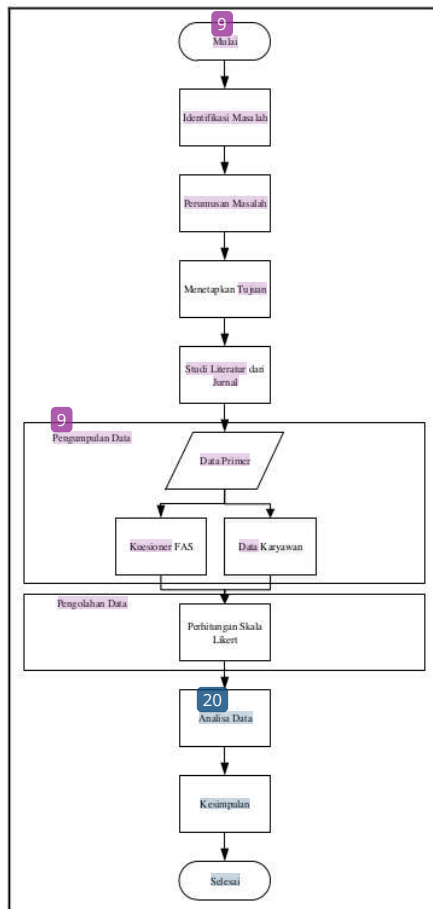 9
Mulai
Identifikasi Masalah
Perumusan Masalah
Menetapkan Tujuan
Studi Literatur dari
Jurnal
9
Pengumpulan Data
Data Primer
Kuesioner FAS
Data Karyawan
Pengolahan Data
Perhitungan Skala
Likert
20
Analisa Data
Kesimpulan
Selesai